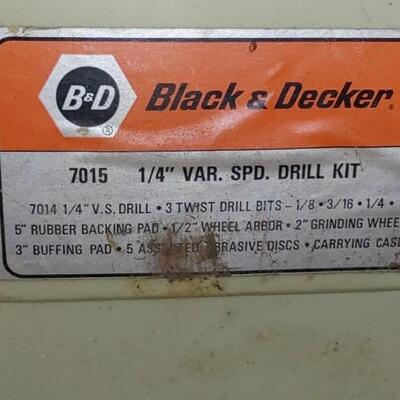 B&D ® Black & Decker®
7015 1/4" VAR. SPD. DRILL KIT
7014 1/4" V.S. DRILL • 3 TWIST DRILL BITS – 1/8 • 3/16 • 1/4 •
5" RUBBER BACKING PAD • 1/2" WHEEL ARBOR • 2" GRINDING WHEE
3" BUFFING PAD • 5 ASSORTED ABRASIVE DISCS • CARRYING CASE